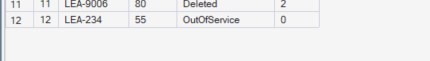 11 11 LEA-9006 80 Deleted 2
12 12 LEA-234 55 OutOfService 0